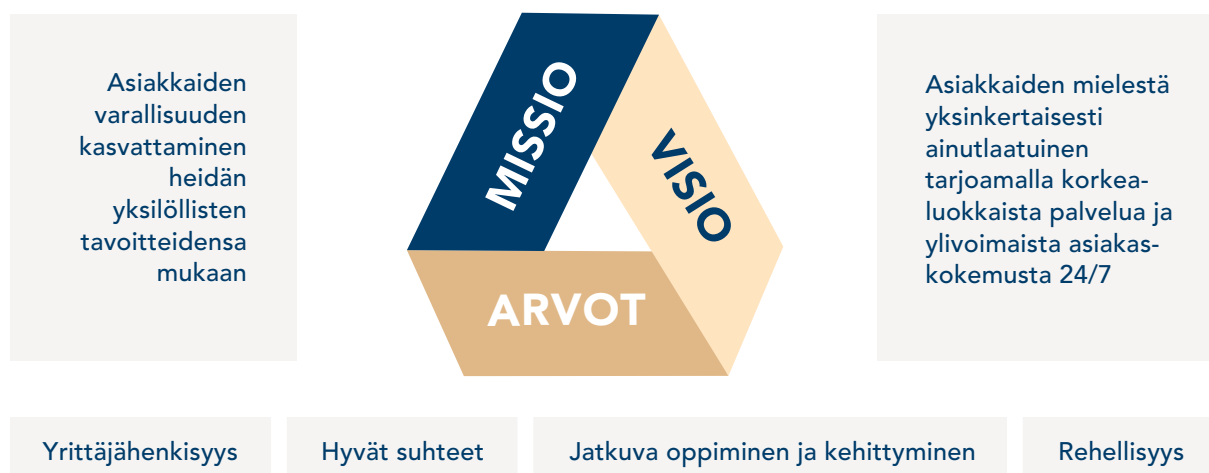 Asiakkaiden
varallisuuden
kasvattaminen
heidän
yksilöllisten
tavoitteidensa
mukaan
MISSIO
VISIO
ARVOT
Asiakkaiden mielestä
yksinkertaisesti
ainutlaatuinen
tarjoamalla korkea-
luokkaista palvelua ja
ylivoimaista asiakas-
kokemusta 24/7
Yrittäjähenkisyys
Hyvät suhteet
Jatkuva oppiminen ja kehittyminen
Rehellisyys